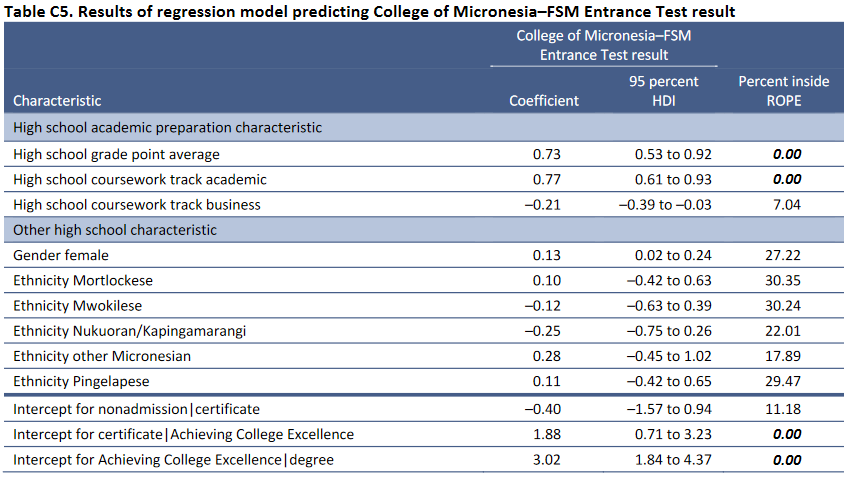 Table C5. Results of regression model predicting College of Micronesia–FSM Entrance Test result
College of Micronesia–FSM
Entrance Test result
Characteristic Coefficient 95 percent HDI Percent inside ROPE
High school academic preparation characteristic
High school grade point average 0.73 0.53 to 0.92 0.00
High school coursework track academic 0.77 0.61 to 0.93 0.00
High school coursework track business –0.21 –0.39 to –0.03 7.04
Other high school characteristic
Gender female 0.13 0.02 to 0.24 27.22
Ethnicity Mortlockese 0.10 –0.42 to 0.63 30.35
Ethnicity Mwokilese –0.12 –0.63 to 0.39 30.24
Ethnicity Nukuoran/Kapingamarangi –0.25 –0.75 to 0.26 22.01
Ethnicity other Micronesian 0.28 –0.45 to 1.02 17.89
Ethnicity Pingelapese 0.11 –0.42 to 0.65 29.47
Intercept for nonadmission|certificate –0.40 –1.57 to 0.94 11.18
Intercept for certificate|Achieving College Excellence 1.88 0.71 to 3.23 0.00
Intercept for Achieving College Excellence|degree 3.02 1.84 to 4.37 0.00